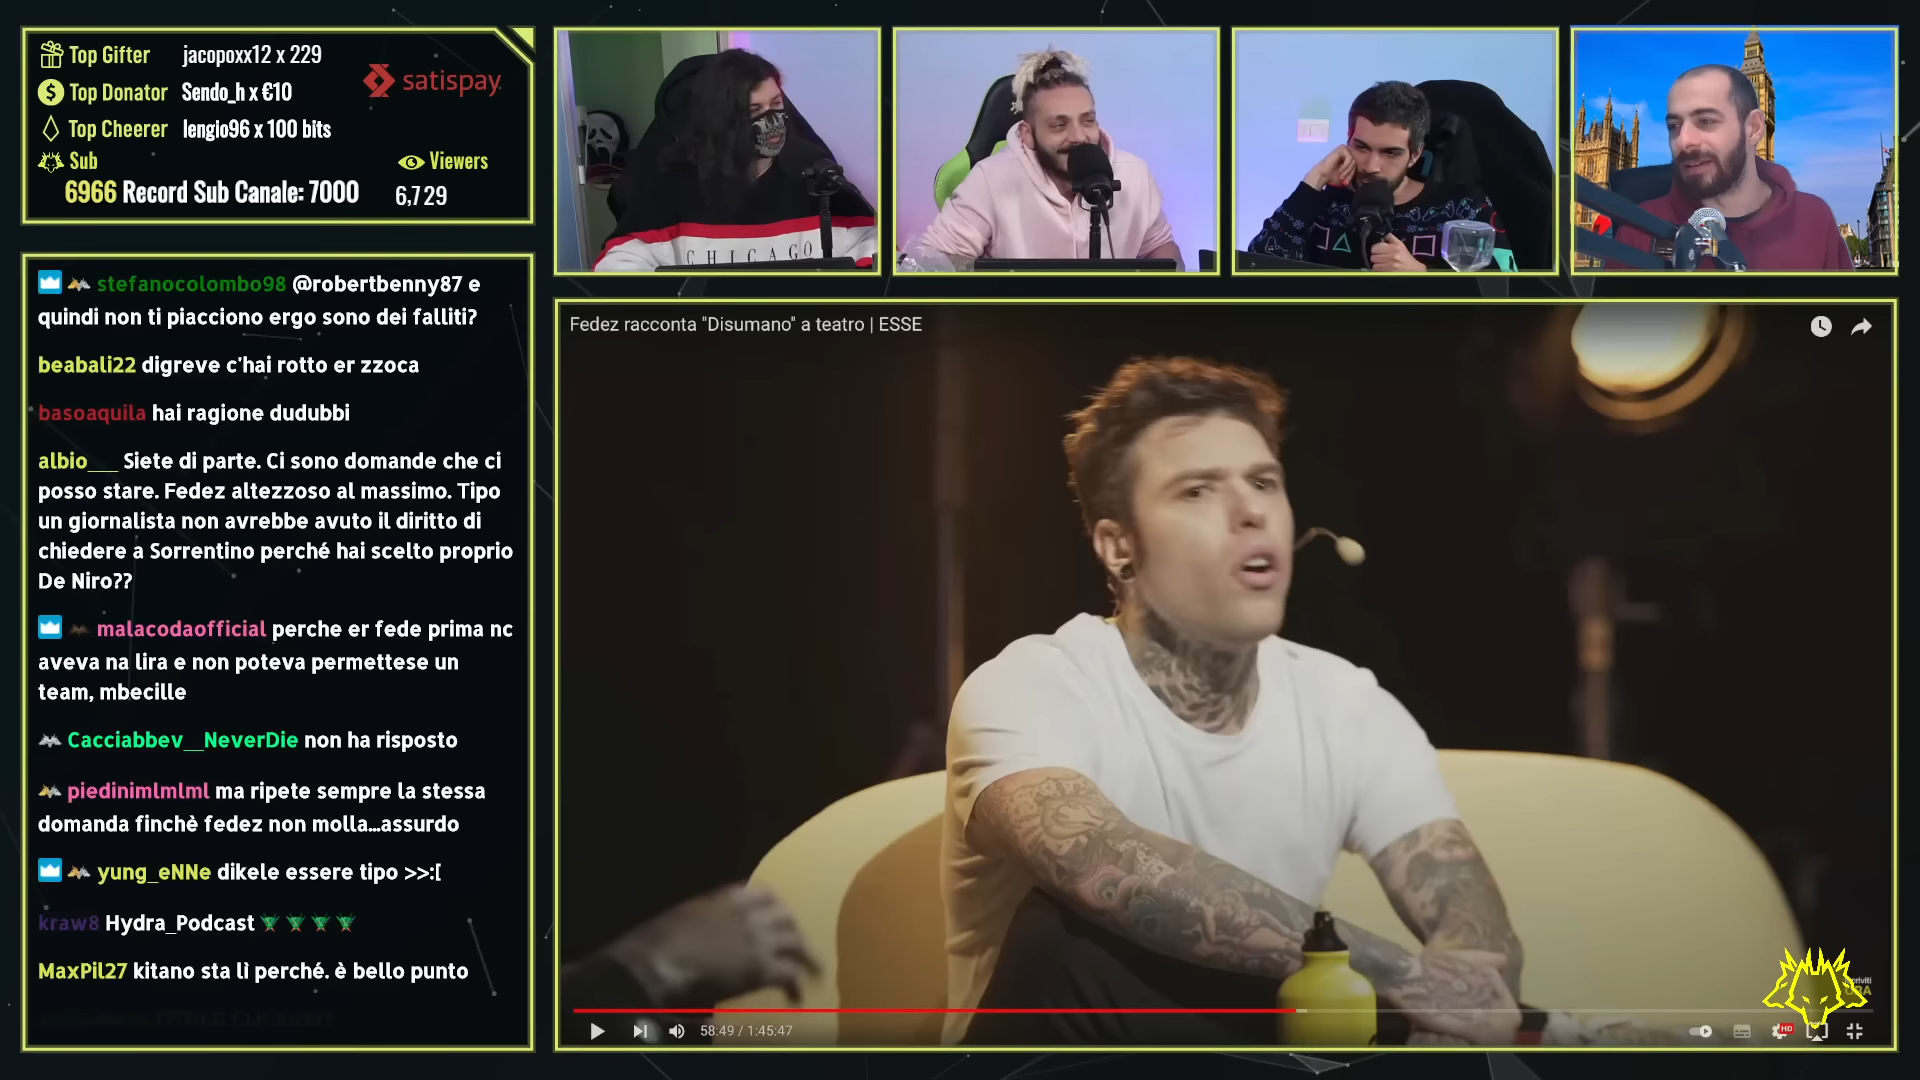 Top Gifter jacopoxx12 x 229
satispay
Top Donator Sendo_h x €10
Top Cheerer lengio96 x 100 bits
Sub
Viewers
6966 Record Sub Canale: 7000
6,729
stefanocolombo98 @robertbenny87 e
quindi non ti piacciono ergo sono dei falliti?
beabali22 digreve c'hai rotto er zzoca
basoaquila hai ragione dudubbi
albio___ Siete di parte. Ci sono domande che ci
posso stare. Fedez altezzoso al massimo. Tipo
un giornalista non avrebbe avuto il diritto di
chiedere a Sorrentino perché hai scelto proprio
De Niro??
malacodaofficial perche er fede prima nc
aveva na lira e non poteva permettese un
team, mbecille
Cacciabbev__NeverDie non ha risposto
piedinimlmlml ma ripete sempre la stessa
domanda finchè fedez non molla...assurdo
yung_eNNe dikele essere tipo >>:[
kraw8 Hydra_Podcast
MaxPil27 kitano sta lì perché. è bello punto
CHICAGO
Fedez racconta "Disumano" a teatro | ESSE
58:49 / 1:45:47
HD